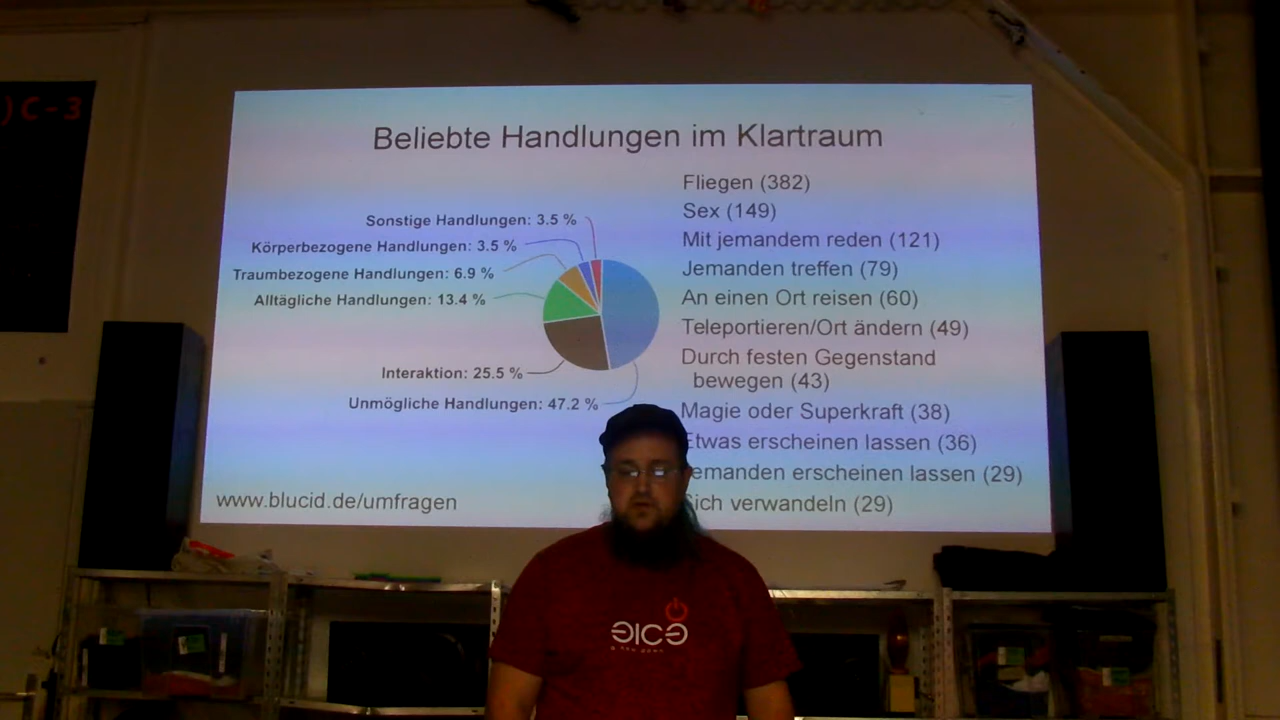 )C-3
Beliebte Handlungen im Klartraum
Sonstige Handlungen: 3.5 %
Körperbezogene Handlungen: 3.5 %
Traumbezogene Handlungen: 6.9 %
Alltägliche Handlungen: 13.4 %
Interaktion: 25.5 %
Unmögliche Handlungen: 47.2 %
Fliegen (382)
Sex (149)
Mit jemandem reden (121)
Jemanden treffen (79)
An einen Ort reisen (60)
Teleportieren/Ort ändern (49)
Durch festen Gegenstand
bewegen (43)
Magie oder Superkraft (38)
Etwas erscheinen lassen (36)
emanden erscheinen lassen (29)
Sich verwandeln (29)
www.blucid.de/umfragen